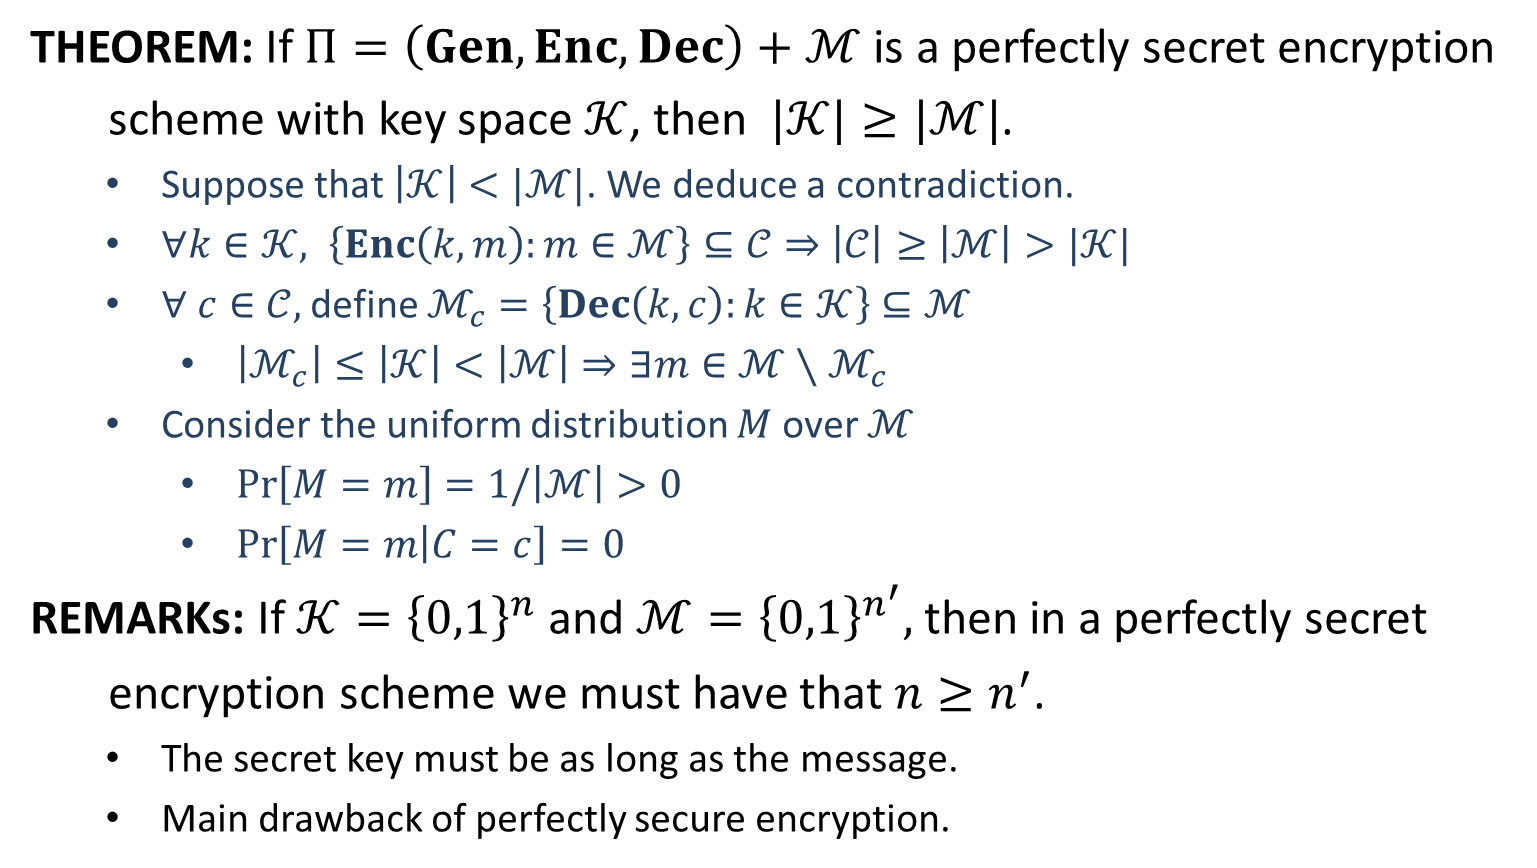 THEOREM: If Π = (Gen, Enc, Dec) + ℳ is a perfectly secret encryption
scheme with key space 𝒦, then |𝒦| ≥ |ℳ|.
• Suppose that |𝒦| < |ℳ|. We deduce a contradiction.
• ∀k ∈ 𝒦, {Enc(k, m): m ∈ ℳ} ⊆ 𝒞 ⇒ |𝒞| ≥ |ℳ| > |𝒦|
• ∀ c ∈ 𝒞, define ℳ_c = {Dec(k, c): k ∈ 𝒦} ⊆ ℳ
• |ℳ_c| ≤ |𝒦| < |ℳ| ⇒ ∃m ∈ ℳ ∖ ℳ_c
• Consider the uniform distribution M over ℳ
• Pr[M = m] = 1/|ℳ| > 0
• Pr[M = m|C = c] = 0
REMARKs: If 𝒦 = {0,1}^n and ℳ = {0,1}^n′, then in a perfectly secret
encryption scheme we must have that n ≥ n′.
• The secret key must be as long as the message.
• Main drawback of perfectly secure encryption.